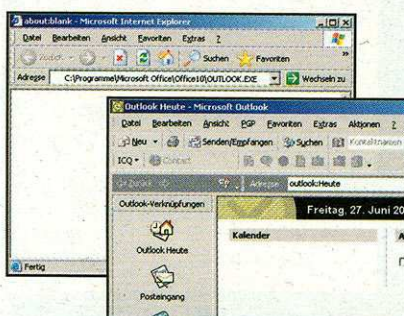 about:blank - Microsoft Internet Explorer
Datei Bearbeiten Ansicht Favoriten Extras ?
Zurück Suchen Favoriten »
Adresse C:\Programme\Microsoft Office\Office10\OUTLOOK.EXE Wechseln zu
Outlook Heute - Microsoft Outlook
Datei Bearbeiten Ansicht PGP Favoriten Extras Aktionen ?
Neu Senden/Empfangen Suchen Kontaktnamen
ICQ Contact
Zurück Adresse outlook:Heute
Outlook-Verknüpfungen
Freitag, 27. Juni 20
Kalender A
Outlook Heute
Posteingang
Fertig